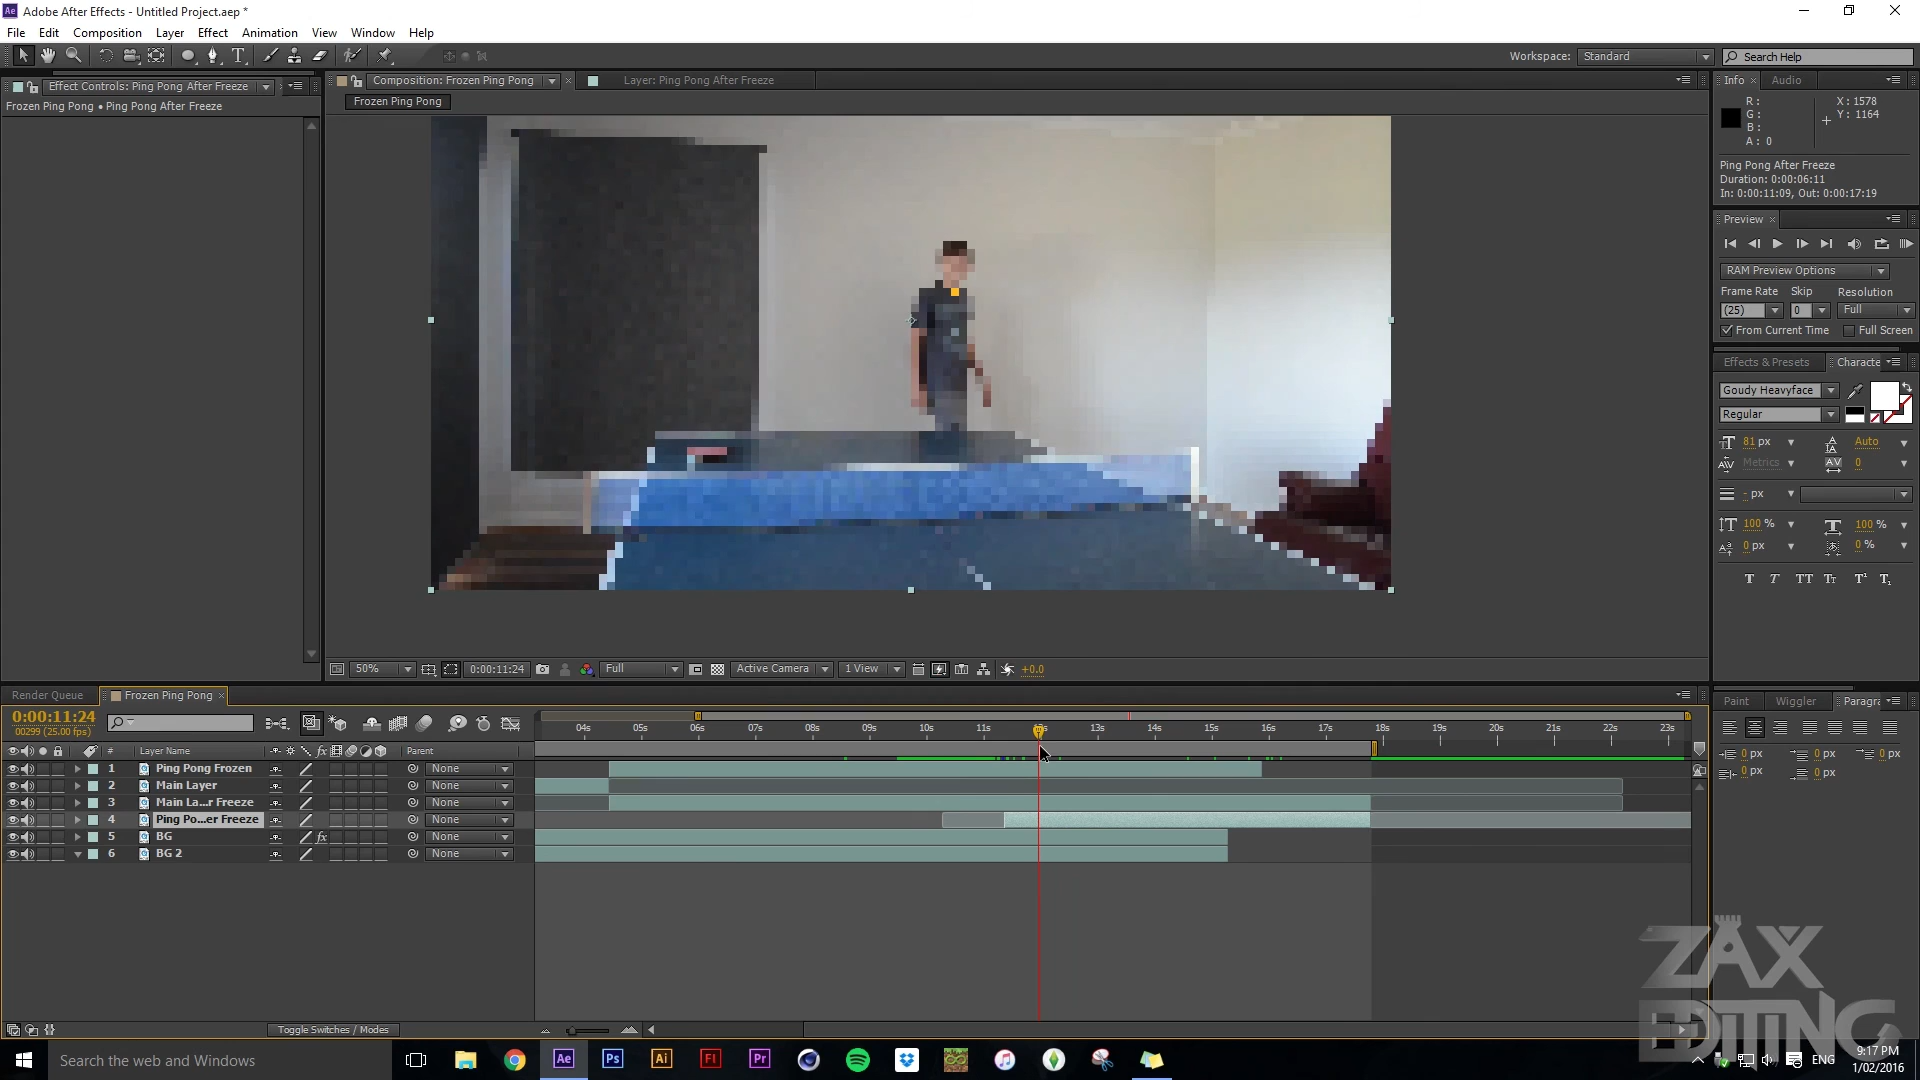 Adobe After Effects - Untitled Project.aep *
File Edit Composition Layer Effect Animation View Window Help
Workspace: Standard Search Help
Effect Controls: Ping Pong After Freeze
Frozen Ping Pong • Ping Pong After Freeze
Composition: Frozen Ping Pong
Layer: Ping Pong After Freeze
Frozen Ping Pong
Info Audio
R: X: 1578
G: Y: 1164
B:
A: 0
Ping Pong After Freeze
Duration: 0:00:06:11
In: 0:00:11:09, Out: 0:00:17:19
Preview
RAM Preview Options
Frame Rate Skip Resolution
(25) 0 Full
From Current Time Full Screen
Effects & Presets Characte
Goudy Heavyface
Regular
81 px Auto
Metrics 0
- px
100 % 100 %
0 px 0 %
50% 0:00:11:24 Full Active Camera 1 View +0.0
Render Queue Frozen Ping Pong
0:00:11:24
00299 (25.00 fps)
04s 05s 06s 07s 08s 09s 10s 11s 13s 14s 15s 16s 17s 18s 19s 20s 21s 22s 23s
# Layer Name Parent
1 Ping Pong Frozen None
2 Main Layer None
3 Main La...r Freeze None
4 Ping Po...er Freeze None
5 BG fx None
6 BG 2 None
Toggle Switches / Modes
Paint Wiggler Paragra
0 px 0 px 0 px
0 px 0 px
ZAX
EDITING
Search the web and Windows
Ae Ps Ai Fl Pr
ENG
9:17 PM
1/02/2016